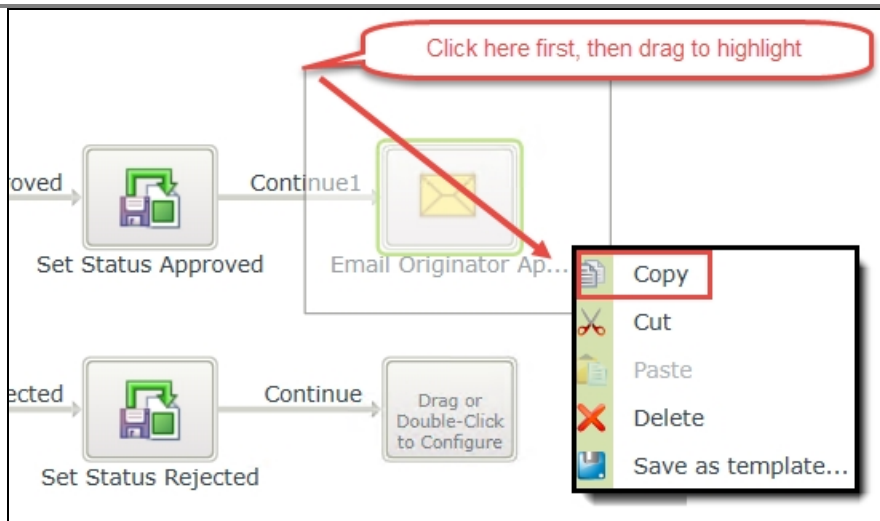 Click here first, then drag to highlight
roved
Continue1
Set Status Approved
Email Originator Ap...
Copy
Cut
Paste
Delete
Save as template...
ected
Continue
Drag or
Double-Click
to Configure
Set Status Rejected